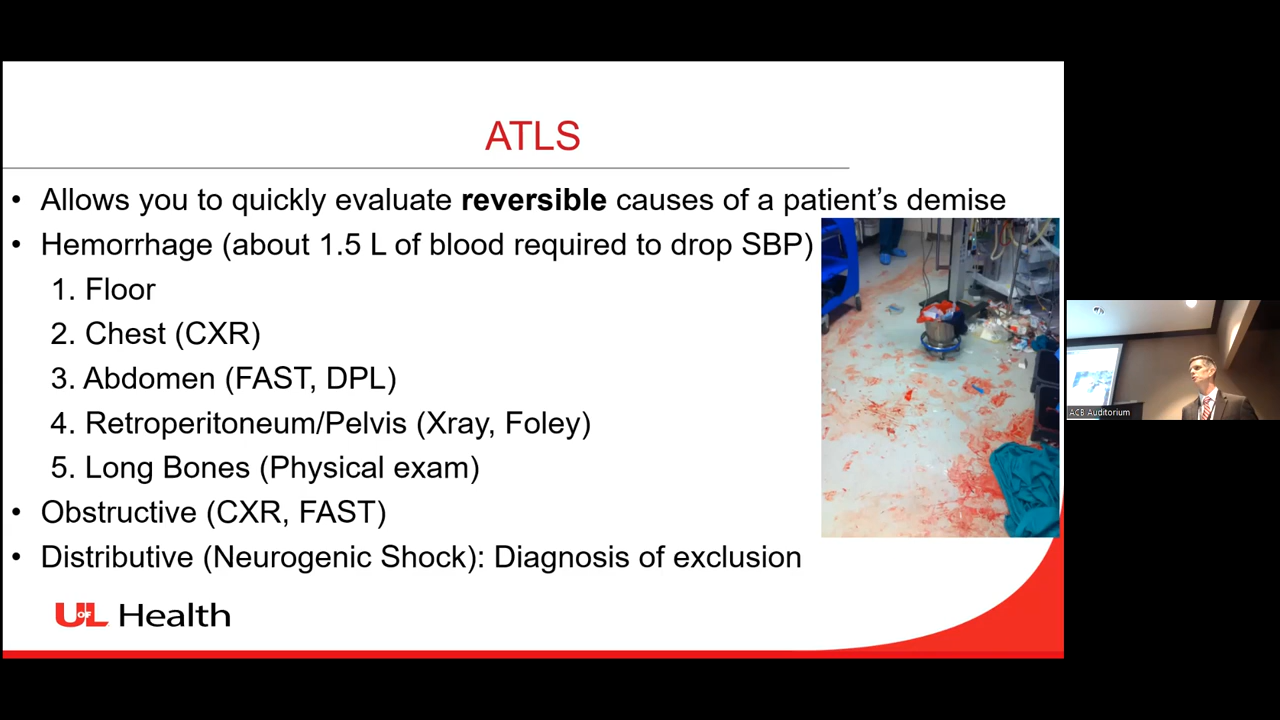 ATLS
• Allows you to quickly evaluate reversible causes of a patient's demise
• Hemorrhage (about 1.5 L of blood required to drop SBP)
1. Floor
2. Chest (CXR)
3. Abdomen (FAST, DPL)
4. Retroperitoneum/Pelvis (Xray, Foley)
5. Long Bones (Physical exam)
• Obstructive (CXR, FAST)
• Distributive (Neurogenic Shock): Diagnosis of exclusion
UofL Health
ACB Auditorium